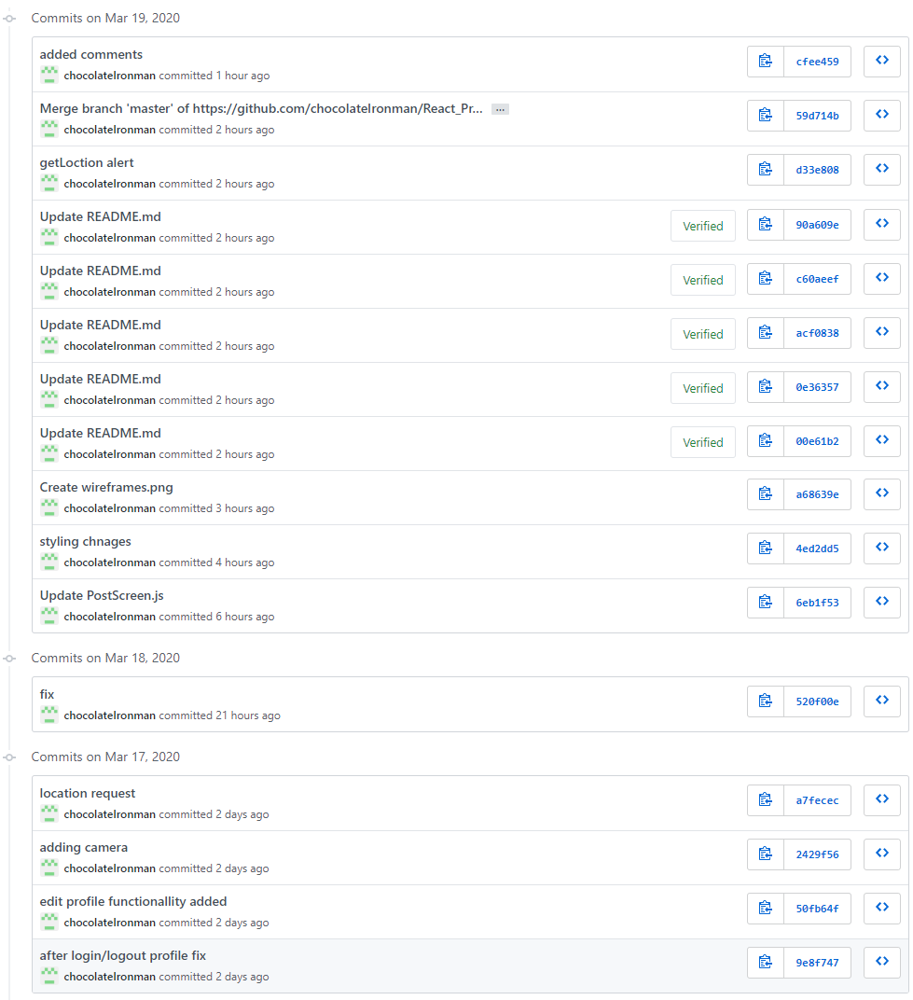 Commits on Mar 19, 2020
added comments
chocolateIronman committed 1 hour ago
cfee459
Merge branch 'master' of https://github.com/chocolateIronman/React_Pr... ...
chocolateIronman committed 2 hours ago
59d714b
getLoction alert
chocolateIronman committed 2 hours ago
d33e808
Update README.md
chocolateIronman committed 2 hours ago
Verified
90a609e
Update README.md
chocolateIronman committed 2 hours ago
Verified
c60aeef
Update README.md
chocolateIronman committed 2 hours ago
Verified
acf0838
Update README.md
chocolateIronman committed 2 hours ago
Verified
0e36357
Update README.md
chocolateIronman committed 2 hours ago
Verified
00e61b2
Create wireframes.png
chocolateIronman committed 3 hours ago
a68639e
styling chnages
chocolateIronman committed 4 hours ago
4ed2dd5
Update PostScreen.js
chocolateIronman committed 6 hours ago
6eb1f53
Commits on Mar 18, 2020
fix
chocolateIronman committed 21 hours ago
520f00e
Commits on Mar 17, 2020
location request
chocolateIronman committed 2 days ago
a7fecec
adding camera
chocolateIronman committed 2 days ago
2429f56
edit profile functionallity added
chocolateIronman committed 2 days ago
50fb64f
after login/logout profile fix
chocolateIronman committed 2 days ago
9e8f747